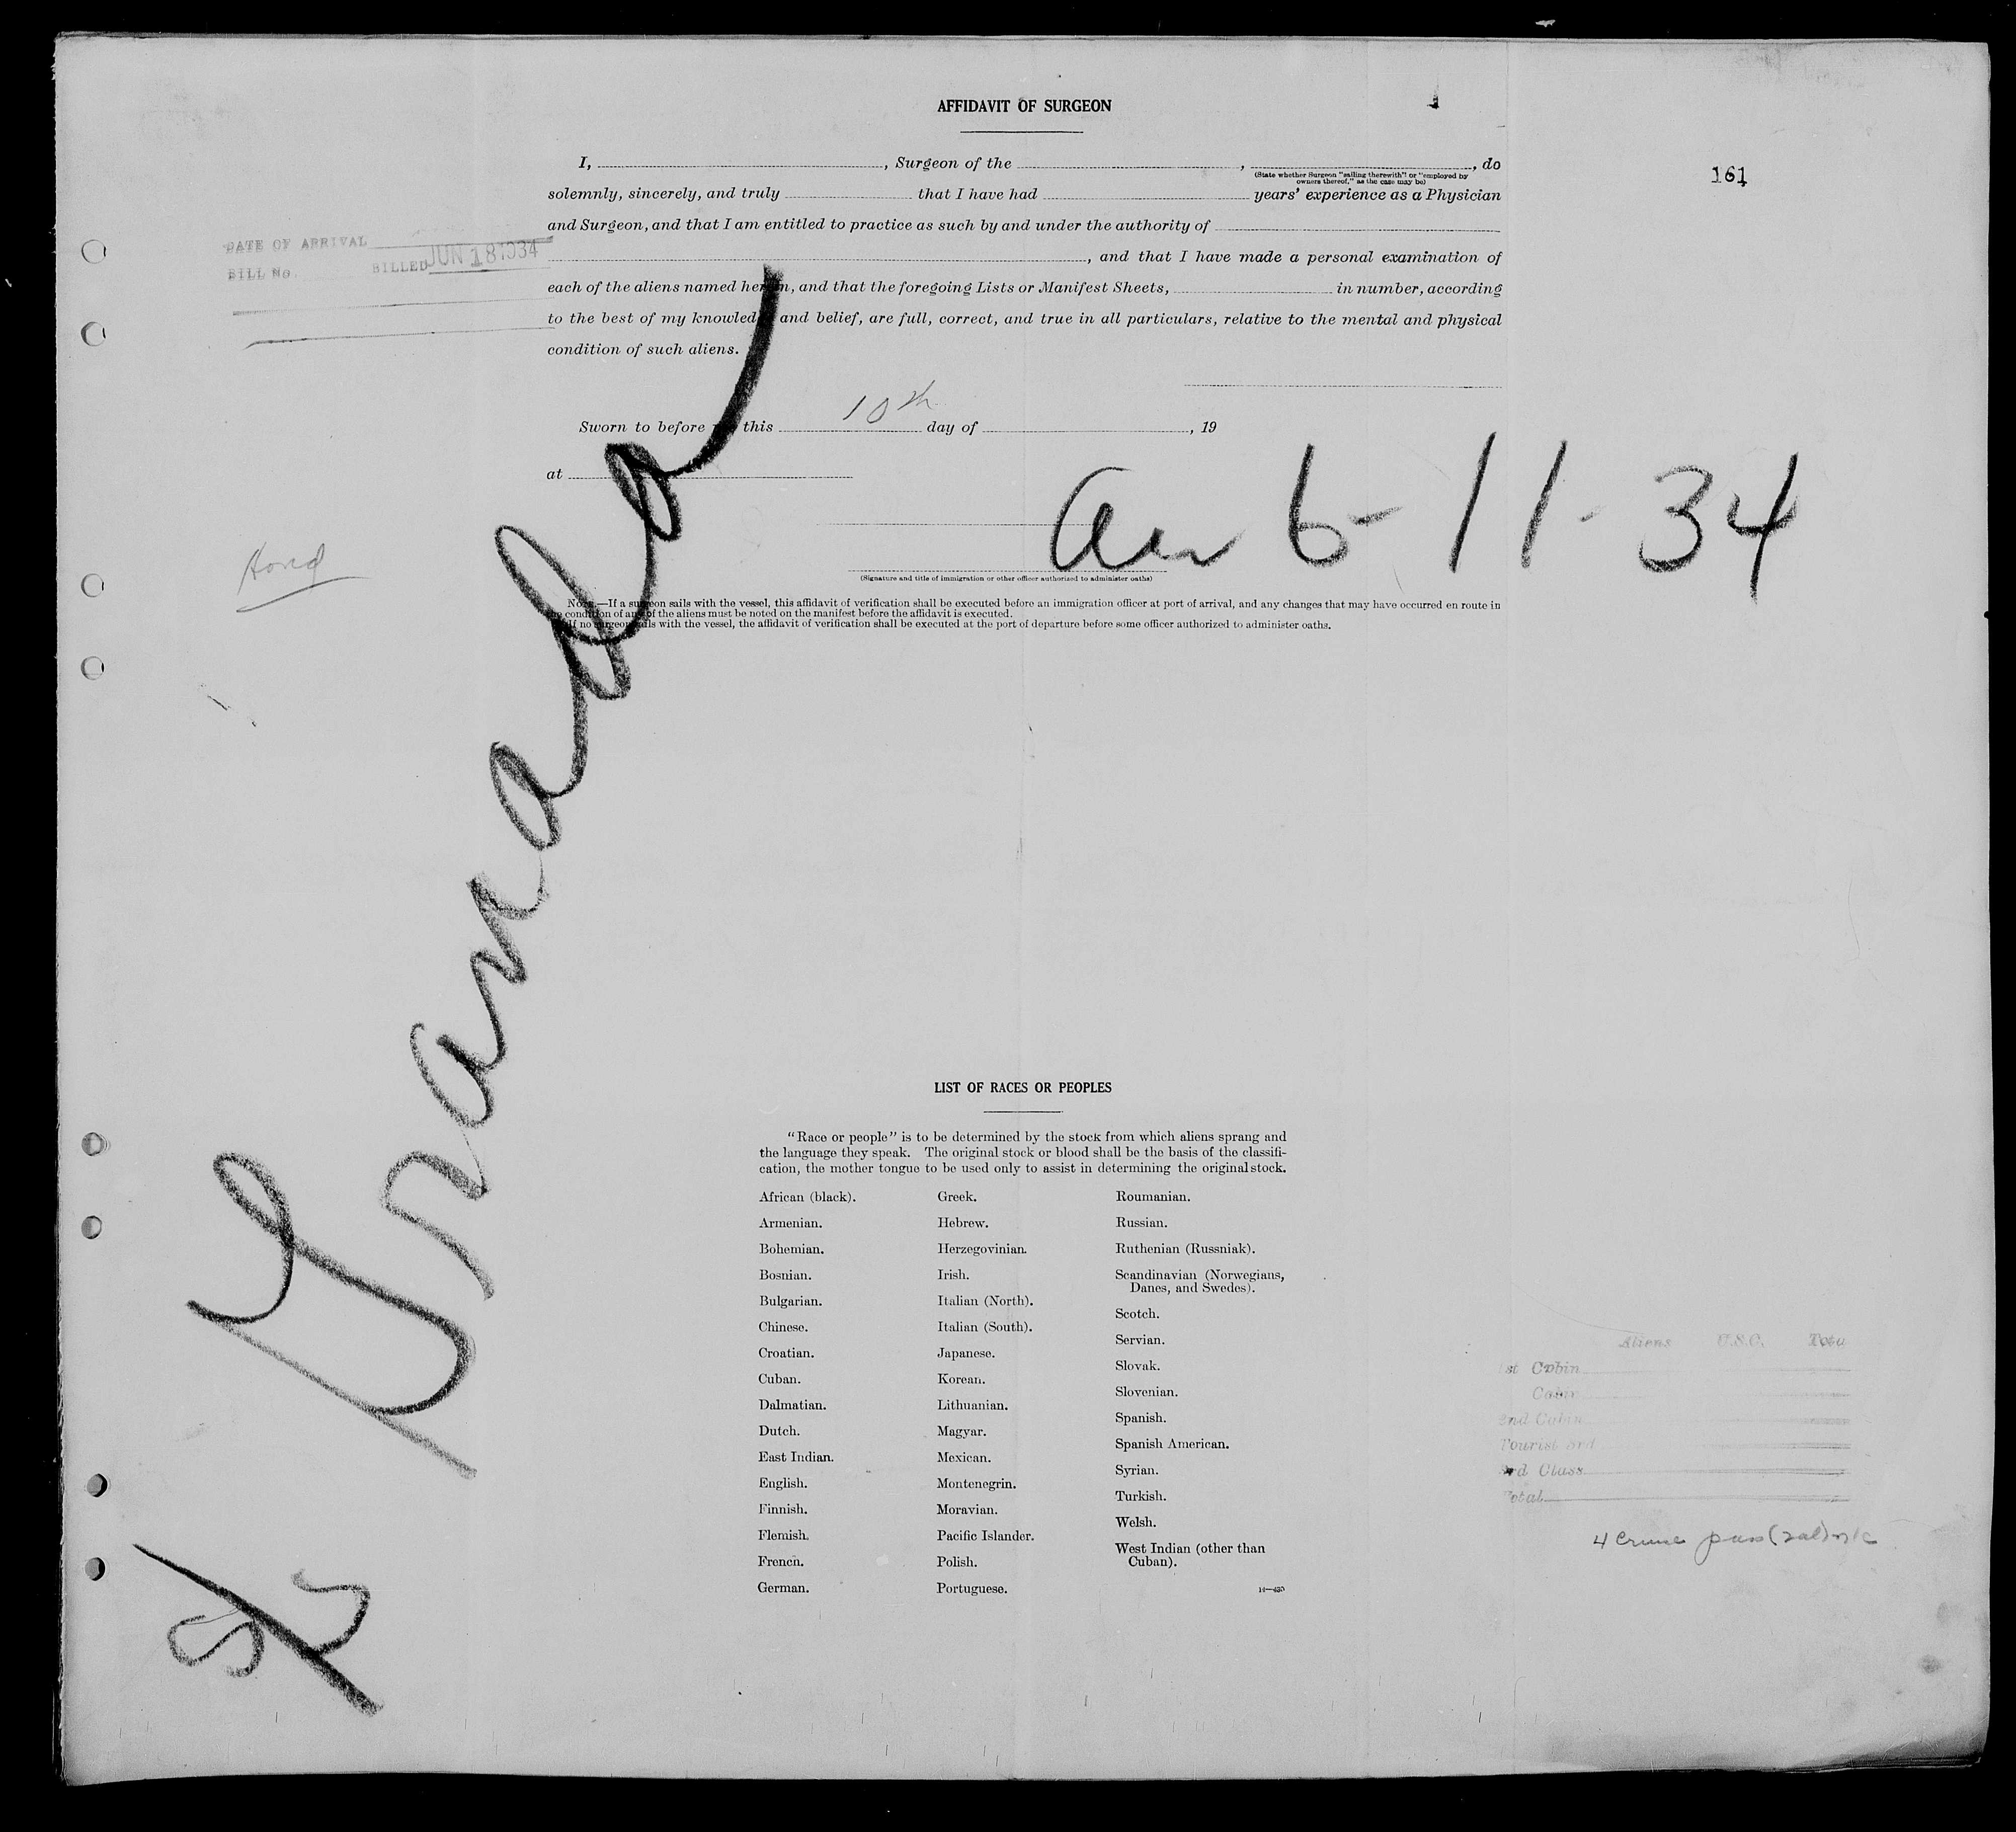 AFFIDAVIT OF SURGEON
161
I, , Surgeon of the , , do
(State whether Surgeon "sailing therewith" or "employed by
owners thereof," as the case may be)
solemnly, sincerely, and truly that I have had years' experience as a Physician
and Surgeon, and that I am entitled to practice as such by and under the authority of
DATE OF ARRIVAL
BILL No. BILLED JUN 18 1934
, and that I have made a personal examination of
each of the aliens named herein, and that the foregoing Lists or Manifest Sheets, in number, according
to the best of my knowledge and belief, are full, correct, and true in all particulars, relative to the mental and physical
condition of such aliens.
Sworn to before me this 10th day of , 19
at
6-11-34
(Signature and title of immigration or other officer authorized to administer oaths)
Note.—If a surgeon sails with the vessel, this affidavit of verification shall be executed before an immigration officer at port of arrival, and any changes that may have occurred en route in
the condition of any of the aliens must be noted on the manifest before the affidavit is executed.
If no surgeon sails with the vessel, the affidavit of verification shall be executed at the port of departure before some officer authorized to administer oaths.
S/S Granada
LIST OF RACES OR PEOPLES
"Race or people" is to be determined by the stock from which aliens sprang and
the language they speak. The original stock or blood shall be the basis of the classifi-
cation, the mother tongue to be used only to assist in determining the original stock.
African (black).
Armenian.
Bohemian.
Bosnian.
Bulgarian.
Chinese.
Croatian.
Cuban.
Dalmatian.
Dutch.
East Indian.
English.
Finnish.
Flemish.
French.
German.
Greek.
Hebrew.
Herzegovinian.
Irish.
Italian (North).
Italian (South).
Japanese.
Korean.
Lithuanian.
Magyar.
Mexican.
Montenegrin.
Moravian.
Pacific Islander.
Polish.
Portuguese.
Roumanian.
Russian.
Ruthenian (Russniak).
Scandinavian (Norwegians,
Danes, and Swedes).
Scotch.
Servian.
Slovak.
Slovenian.
Spanish.
Spanish American.
Syrian.
Turkish.
Welsh.
West Indian (other than
Cuban).
Aliens U.S.C. Total
1st Cabin
Cabin
2nd Cabin
Tourist 3rd
3rd Class
Total